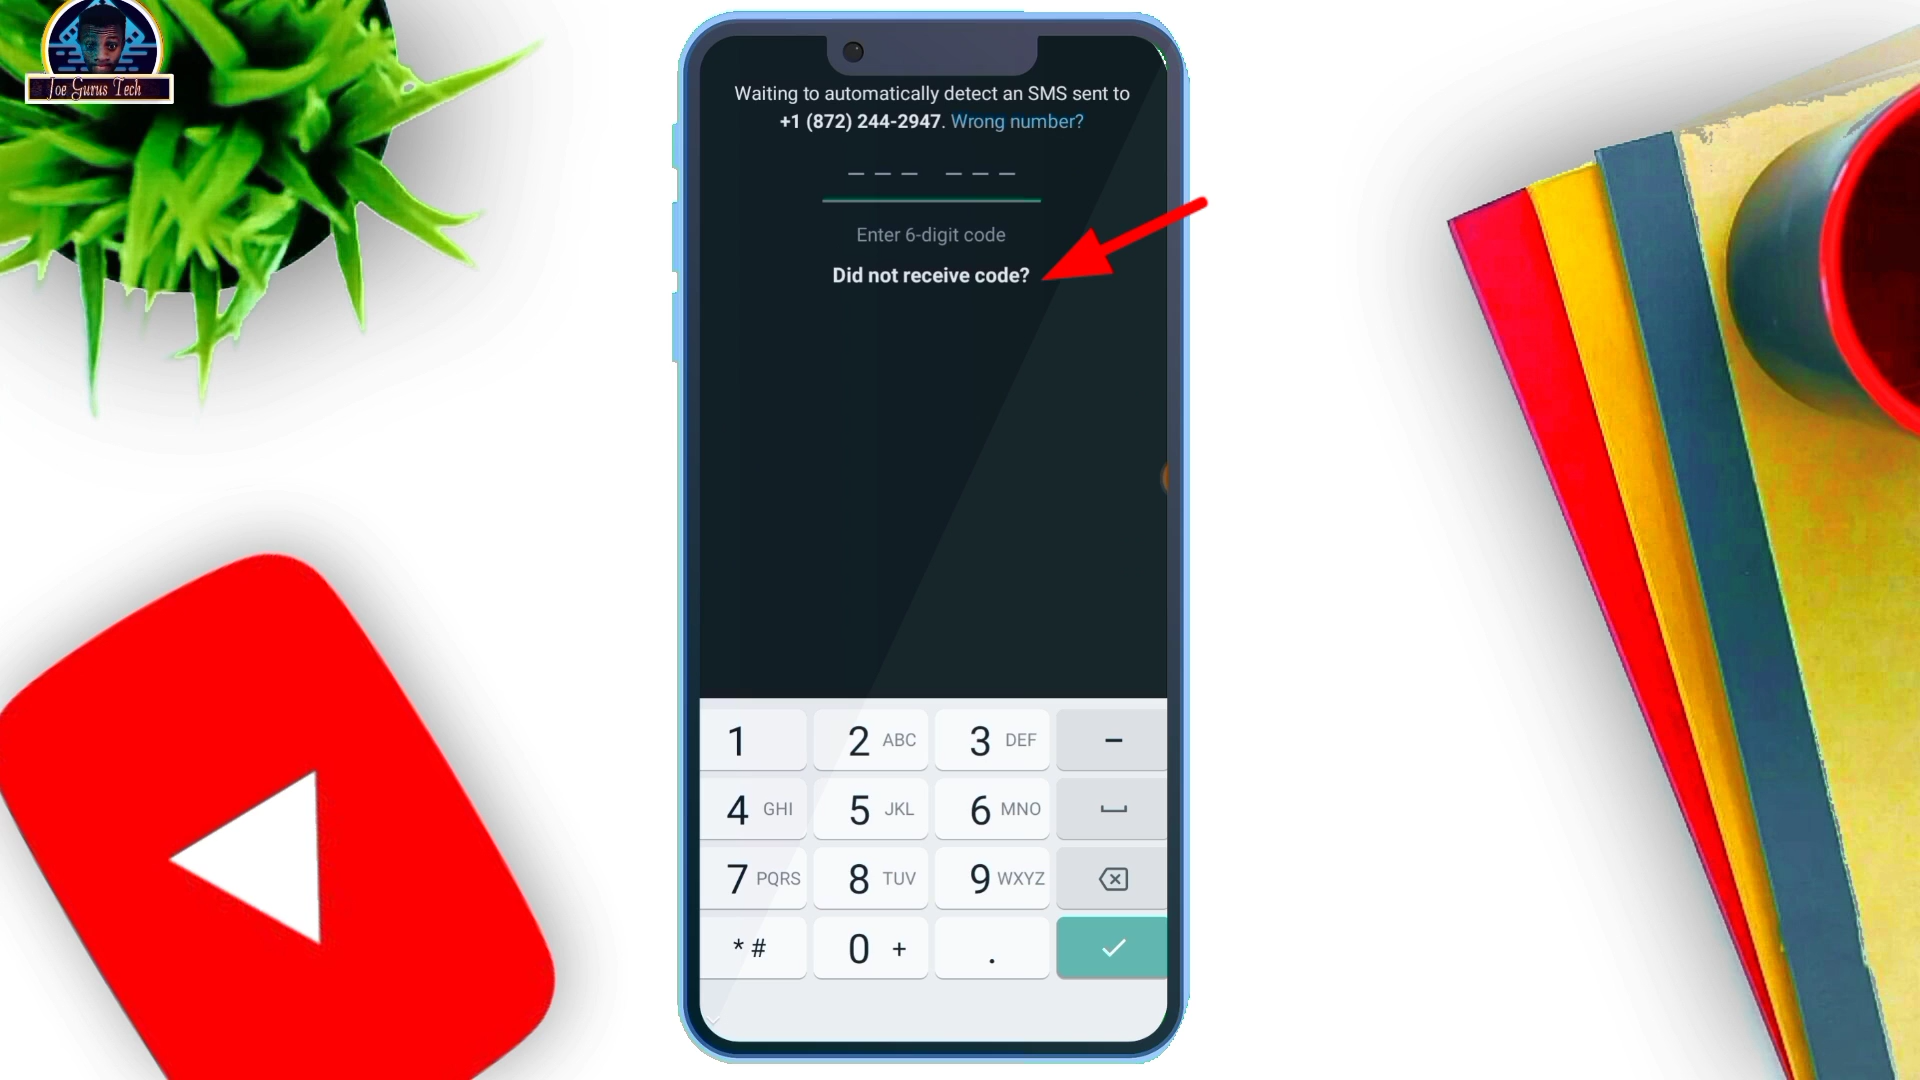 Joe Gurus Tech
Waiting to automatically detect an SMS sent to
+1 (872) 244-2947. Wrong number?
Enter 6-digit code
Did not receive code?
1 2 ABC 3 DEF –
4 GHI 5 JKL 6 MNO
7 PQRS 8 TUV 9 WXYZ
* # 0 + .